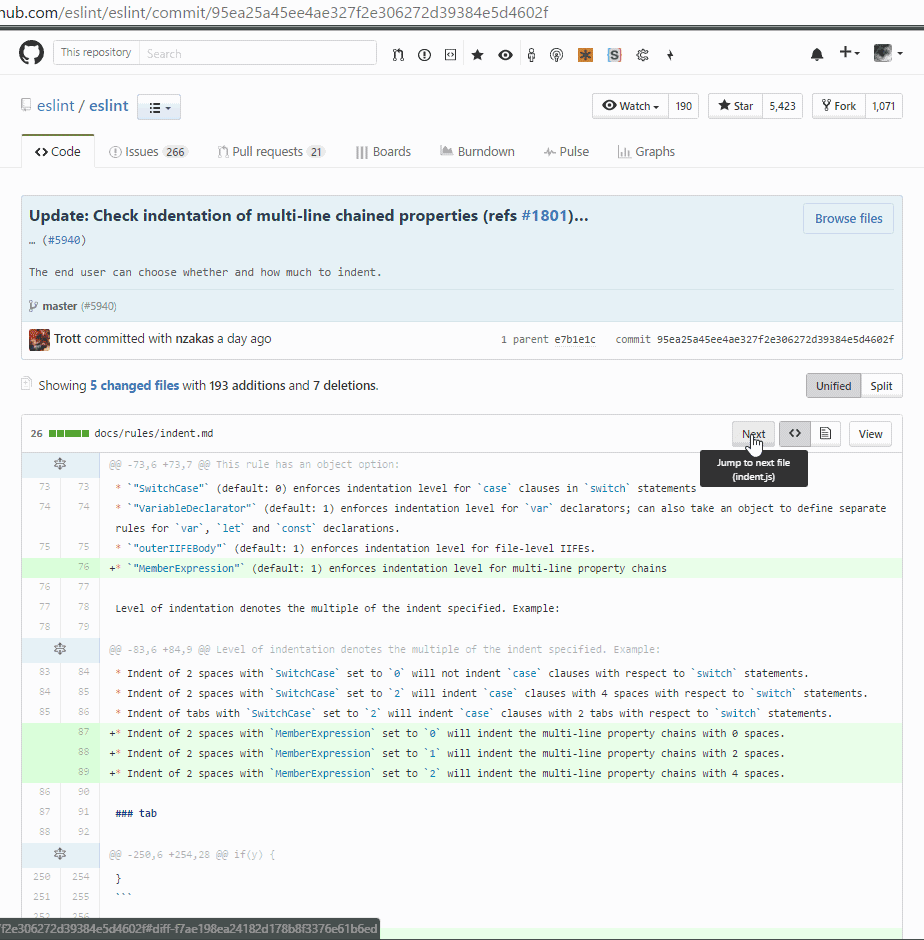 hub.com/eslint/eslint/commit/95ea25a45ee4ae327f2e306272d39384e5d4602f
This repository Search
eslint / eslint
Watch 190 Star 5,423 Fork 1,071
Code Issues 266 Pull requests 21 Boards Burndown Pulse Graphs
Update: Check indentation of multi-line chained properties (refs #1801)…
Browse files
… (#5940)
The end user can choose whether and how much to indent.
master (#5940)
Trott committed with nzakas a day ago 1 parent e7b1e1c commit 95ea25a45ee4ae327f2e306272d39384e5d4602f
Showing 5 changed files with 193 additions and 7 deletions. Unified Split
26 docs/rules/indent.md Next <> View
Jump to next file
(indent.js)
@@ -73,6 +73,7 @@ This rule has an object option:
73 73 * `"SwitchCase"` (default: 0) enforces indentation level for `case` clauses in `switch` statements
74 74 * `"VariableDeclarator"` (default: 1) enforces indentation level for `var` declarators; can also take an object to define separate
rules for `var`, `let` and `const` declarations.
75 75 * `"outerIIFEBody"` (default: 1) enforces indentation level for file-level IIFEs.
76 +* `"MemberExpression"` (default: 1) enforces indentation level for multi-line property chains
76 77
77 78 Level of indentation denotes the multiple of the indent specified. Example:
78 79
@@ -83,6 +84,9 @@ Level of indentation denotes the multiple of the indent specified. Example:
83 84 * Indent of 2 spaces with `SwitchCase` set to `0` will not indent `case` clauses with respect to `switch` statements.
84 85 * Indent of 2 spaces with `SwitchCase` set to `2` will indent `case` clauses with 4 spaces with respect to `switch` statements.
85 86 * Indent of tabs with `SwitchCase` set to `2` will indent `case` clauses with 2 tabs with respect to `switch` statements.
87 +* Indent of 2 spaces with `MemberExpression` set to `0` will indent the multi-line property chains with 0 spaces.
88 +* Indent of 2 spaces with `MemberExpression` set to `1` will indent the multi-line property chains with 2 spaces.
89 +* Indent of 2 spaces with `MemberExpression` set to `2` will indent the multi-line property chains with 4 spaces.
86 90
87 91 ### tab
88 92
@@ -250,6 +254,28 @@ if(y) {
250 254 }
251 255 ```
252 256
f2e306272d39384e5d4602f#diff-f7ae198ea24182d178b8f3376e61b6ed